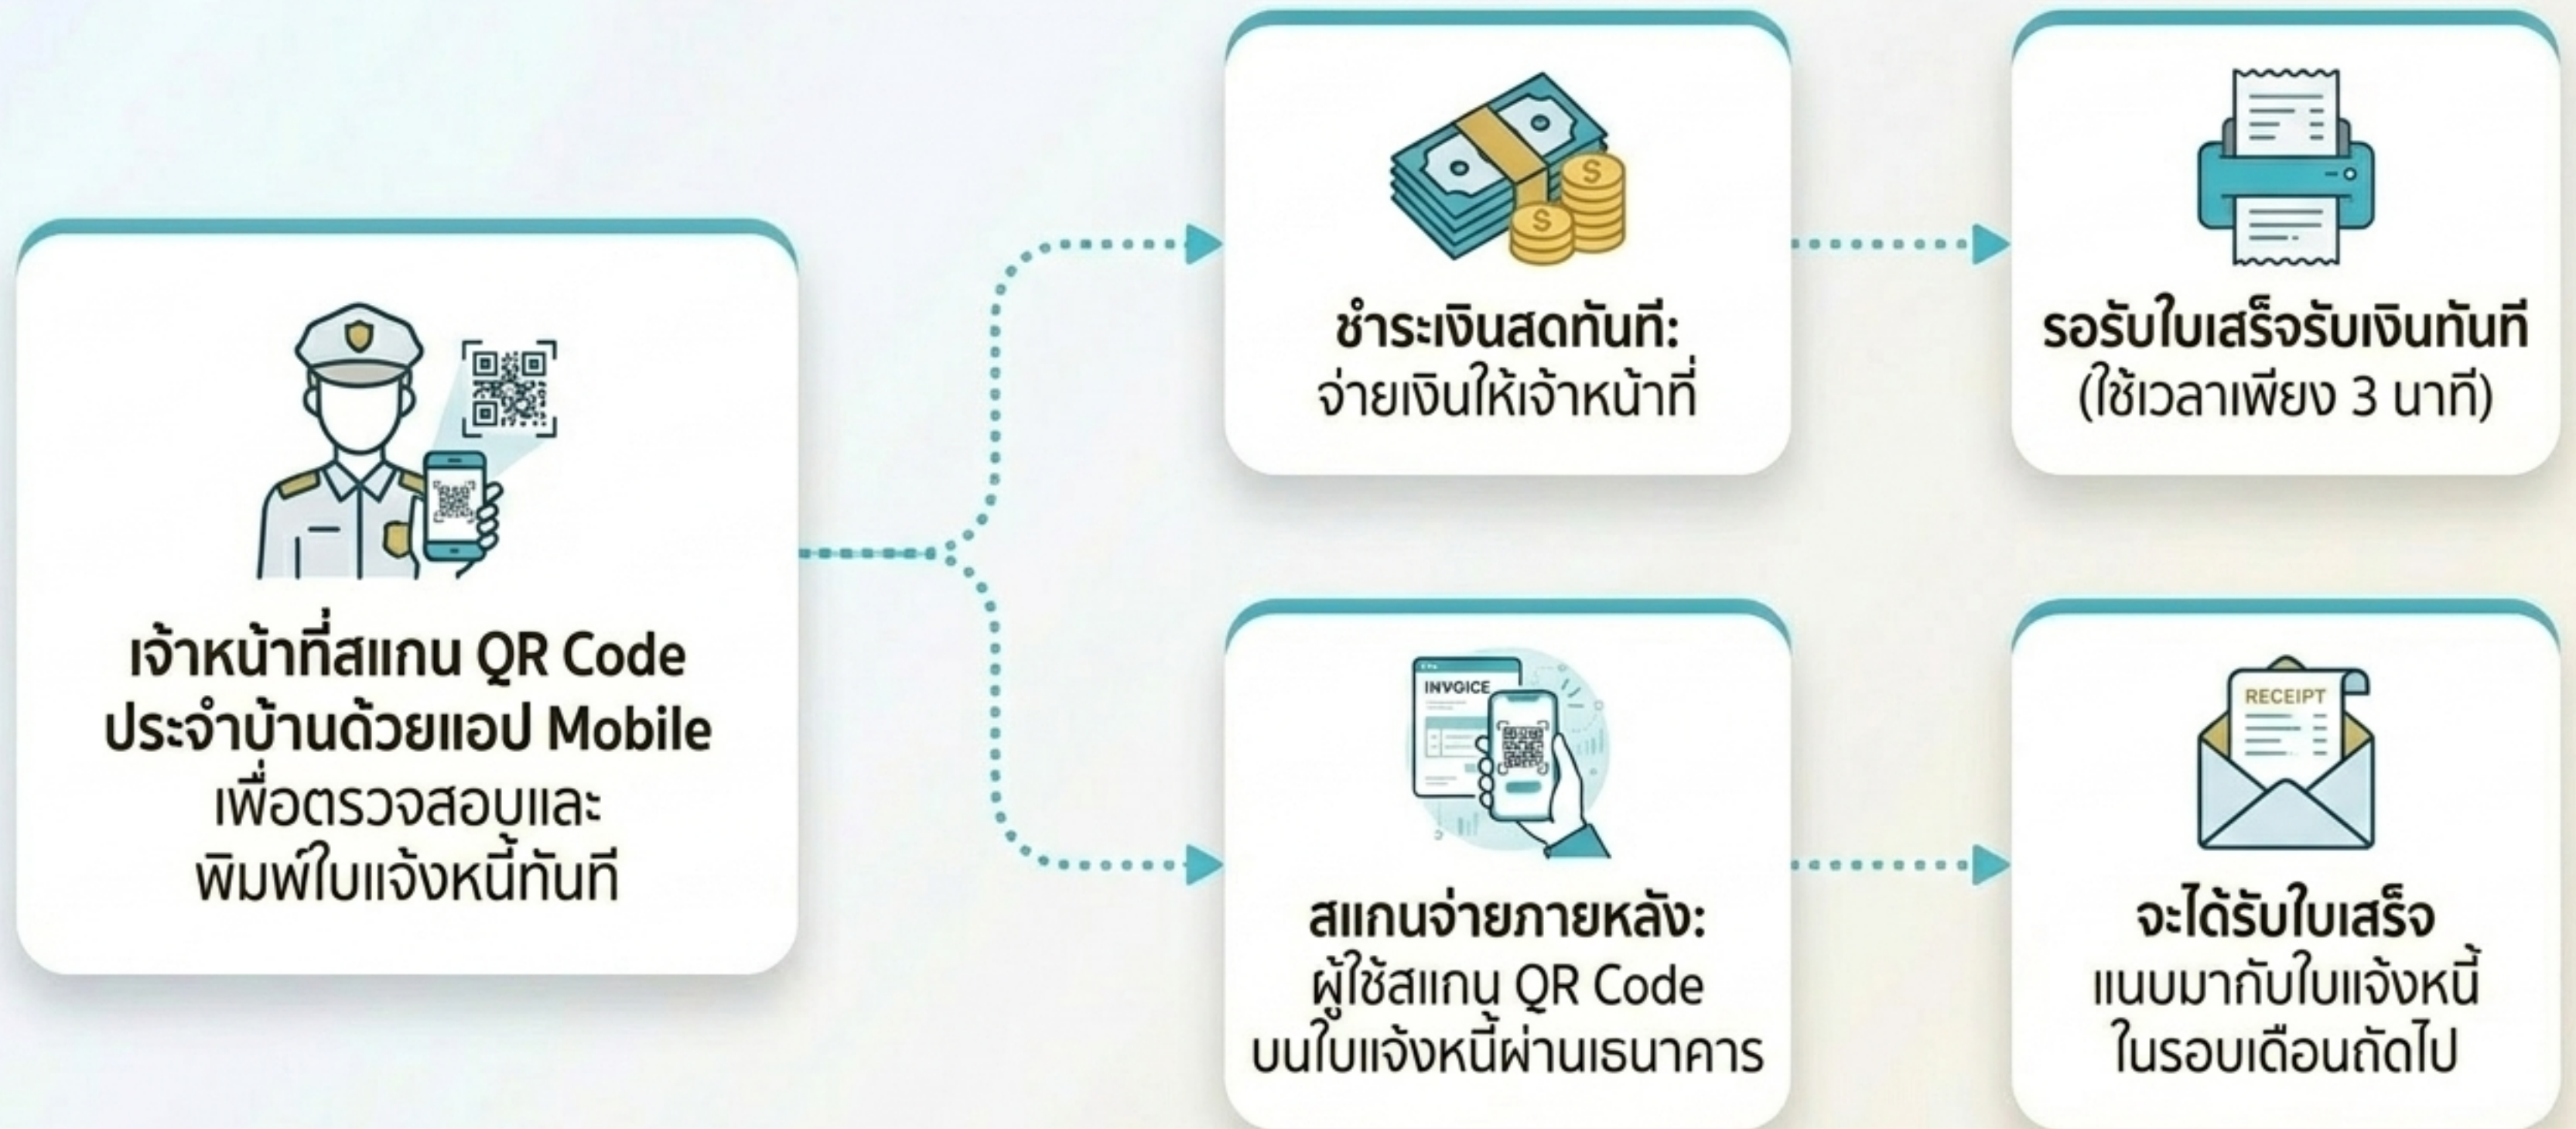 เจ้าหน้าที่สแกน QR Code
ประจำบ้านด้วยแอป Mobile
เพื่อตรวจสอบและ
พิมพ์ใบแจ้งหนี้ทันที
ชำระเงินสดทันที:
จ่ายเงินให้เจ้าหน้าที่
รอรับใบเสร็จรับเงินทันที
(ใช้เวลาเพียง 3 นาที)
INVGICE
สแกนจ่ายภายหลัง:
ผู้ใช้สแกน QR Code
บนใบแจ้งหนี้ผ่านเธนาคาร
RECEIPT
จะได้รับใบเสร็จ
แนบมากับใบแจ้งหนี้
ในรอบเดือนถัดไป